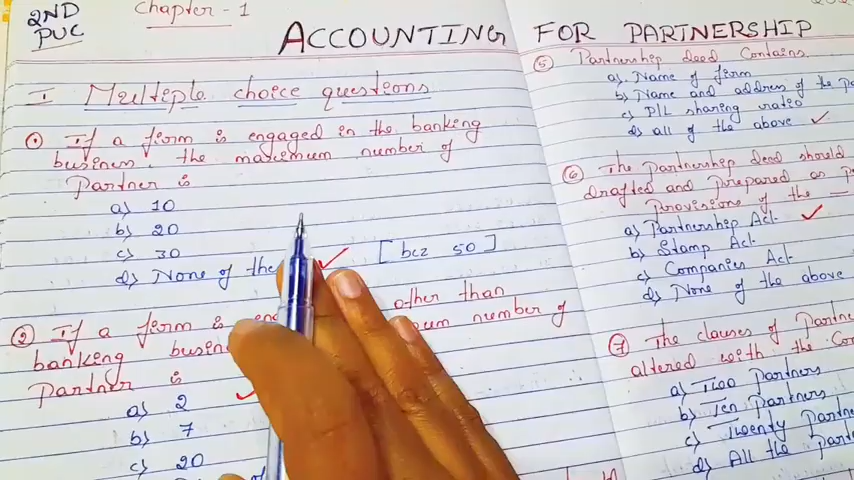 2ND
PUC
Chapter - 1
ACCOUNTING FOR PARTNERSHIP
I Multiple choice questions
① If a firm is engaged in the banking
business, the maximum number of
Partner is
a) 10
b) 20
c) 30
d) None of the
[bcz 50]
② If a firm is other than
banking number of
Partner is
a) 2
b) 7
c) 20
⑤ Partnership deed Contains
a) Name of firm
b) Name and address of the
c) P/L sharing ratio
d) all of the above
⑥ The Partnership deed should
drafted and Prepared as
Provisions of the __
a) Partnership Act
b) Stamp Act
c) Companies Act
d) None of the above
⑦ The clauses of
altered with the
a) Two Partners
b) Ten Partners
c) Twenty
d) All the